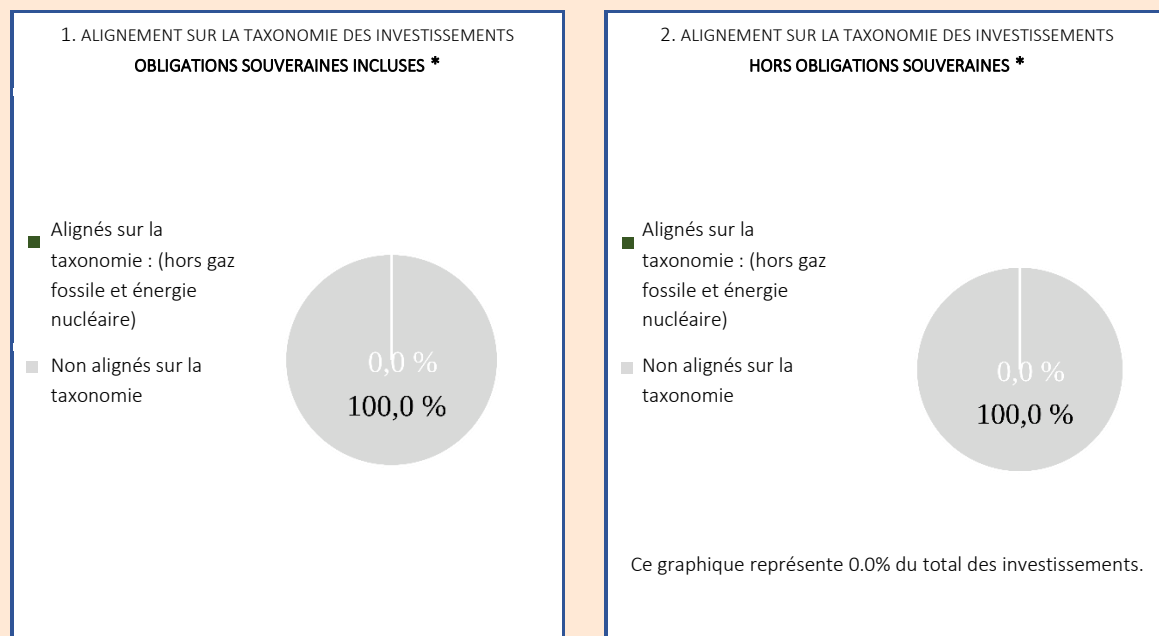 1. ALIGNEMENT SUR LA TAXONOMIE DES INVESTISSEMENTS
OBLIGATIONS SOUVERAINES INCLUSES *
Alignés sur la
taxonomie : (hors gaz
fossile et énergie
nucléaire)
Non alignés sur la
taxonomie
0,0 %
100,0 %
2. ALIGNEMENT SUR LA TAXONOMIE DES INVESTISSEMENTS
HORS OBLIGATIONS SOUVERAINES *
Alignés sur la
taxonomie : (hors gaz
fossile et énergie
nucléaire)
Non alignés sur la
taxonomie
0,0 %
100,0 %
Ce graphique représente 0.0% du total des investissements.